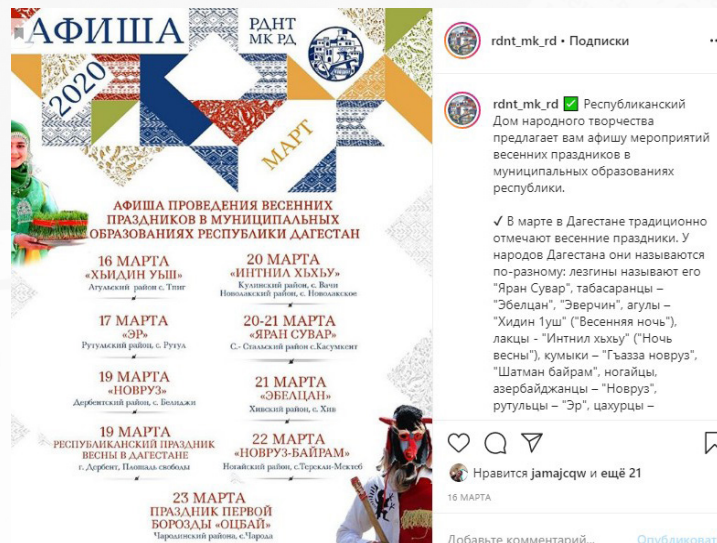 АФИША
РДНТ
МК РД
2020
МАРТ
АФИША ПРОВЕДЕНИЯ ВЕСЕННИХ
ПРАЗДНИКОВ В МУНИЦИПАЛЬНЫХ
ОБРАЗОВАНИЯХ РЕСПУБЛИКИ ДАГЕСТАН
16 МАРТА
«ХЬИДИН УЫШ»
Агульский район с. Тпиг
17 МАРТА
«ЭР»
Рутульский район, с. Рутул
19 МАРТА
«НОВРУЗ»
Дербентский район, с. Белиджи
19 МАРТА
РЕСПУБЛИКАНСКИЙ ПРАЗДНИК
ВЕСНЫ В ДАГЕСТАНЕ
г. Дербент, Площадь свободы
20 МАРТА
«ИНТНИЛ ХЬХЬУ»
Кулинский район, с. Вачи
Новолакский район, с. Новолакское
20-21 МАРТА
«ЯРАН СУВАР»
С.- Стальский район с.Касумкент
21 МАРТА
«ЭБЕЛЦАН»
Хивский район, с. Хив
22 МАРТА
«НОВРУЗ-БАЙРАМ»
Ногайский район, с.Терекли-Мектеб
23 МАРТА
ПРАЗДНИК ПЕРВОЙ
БОРОЗДЫ «ОЦБАЙ»
Чародинский района, с.Чарода
rdnt_mk_rd • Подписки
rdnt_mk_rd ✅ Республиканский
Дом народного творчества
предлагает вам афишу мероприятий
весенних праздников в
муниципальных образованиях
республики.
✓ В марте в Дагестане традиционно
отмечают весенние праздники. У
народов Дагестана они называются
по-разному: лезгины называют его
"Яран Сувар", табасаранцы –
"Эбелцан", "Эверчин", агулы –
"Хидин 1уш" ("Весенняя ночь"),
лакцы - "Интнил хьхьу" ("Ночь
весны"), кумыки – "Гъазза новруз",
"Шатман байрам", ногайцы,
азербайджанцы – "Новруз",
рутульцы – "Эр", цахурцы –
Нравится jamajcqw и ещё 21
16 МАРТА
Добавьте комментарий...
Опубликоват